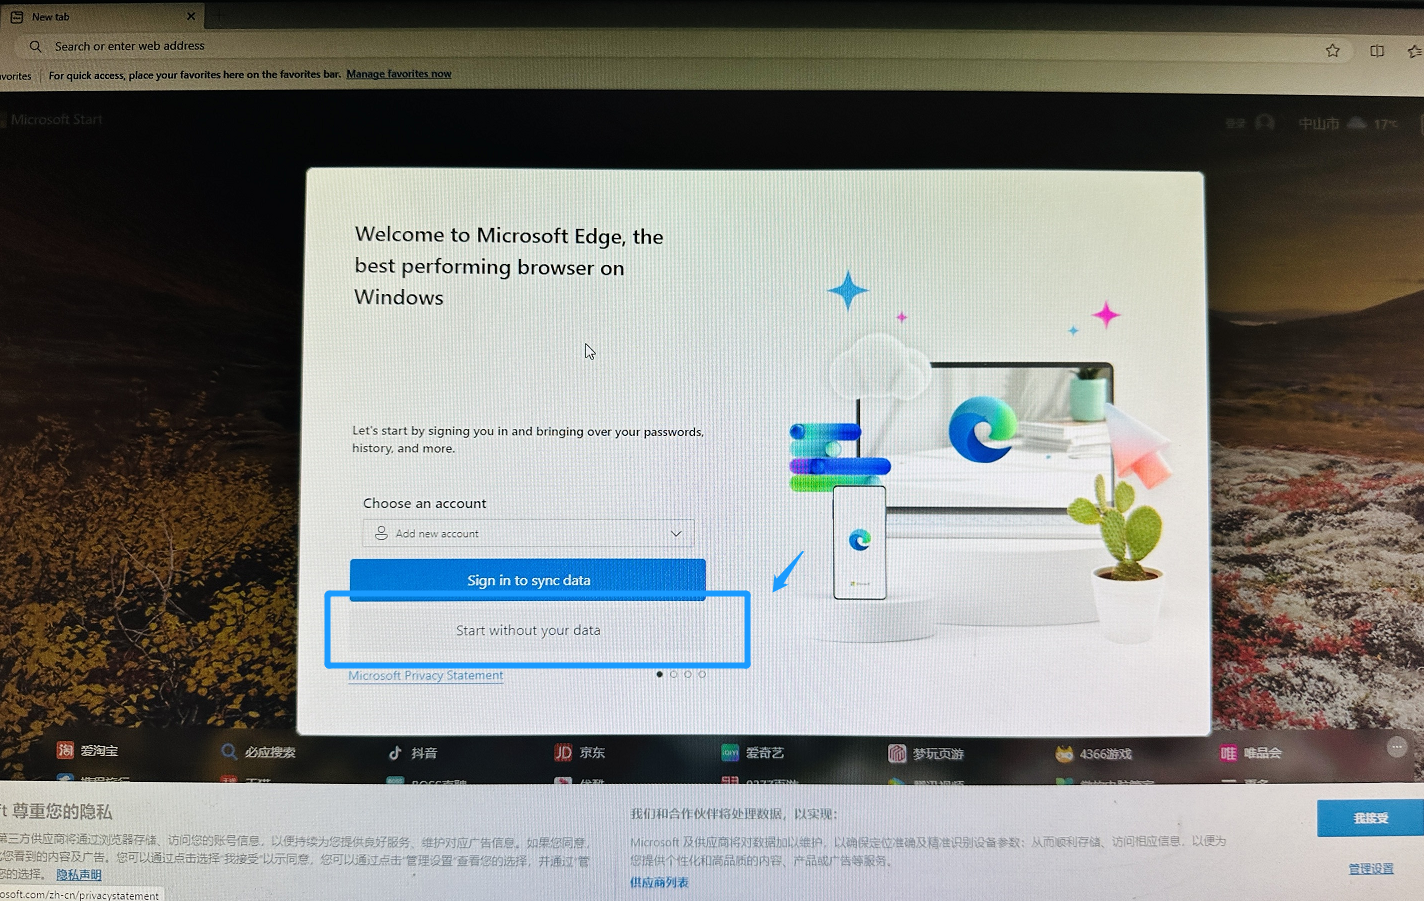 New tab
Search or enter web address
vorites For quick access, place your favorites here on the favorites bar. Manage favorites now
Microsoft Start
登录 中山市 17℃
Welcome to Microsoft Edge, the
best performing browser on
Windows
Let's start by signing you in and bringing over your passwords,
history, and more.
Choose an account
Add new account
Sign in to sync data
Start without your data
Microsoft Privacy Statement
爱淘宝 必应搜索 抖音 京东 爱奇艺 梦玩页游 4366游戏 唯品会
ft 尊重您的隐私
第三方供应商将通过浏览器存储、访问您的账号信息，以便持续为您提供良好服务、维护对应广告信息。如果您同意，
您看到的内容及广告。您可以通过点击选择"我接受"以示同意，您可以通过点击"管理设置"查看您的选择，并通过"管
您的选择。 隐私声明
我们和合作伙伴将处理数据，以实现：
Microsoft 及供应商将对数据加以维护，以确保定位准确及精准识别设备参数；从而顺利存储、访问相应信息，以便为
您提供个性化和高品质的内容、产品或广告等服务。
供应商列表
我接受
管理设置
osoft.com/zh-cn/privacystatement